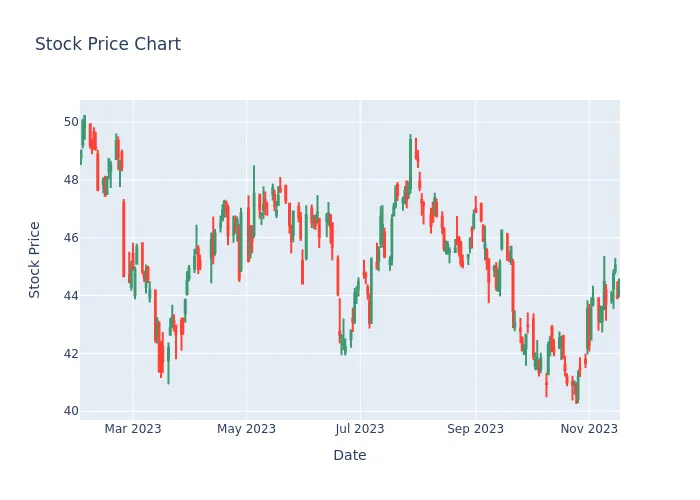 Stock Price Chart
50
48
46
44
42
40
Stock Price
Mar 2023
May 2023
Jul 2023
Sep 2023
Nov 2023
Date